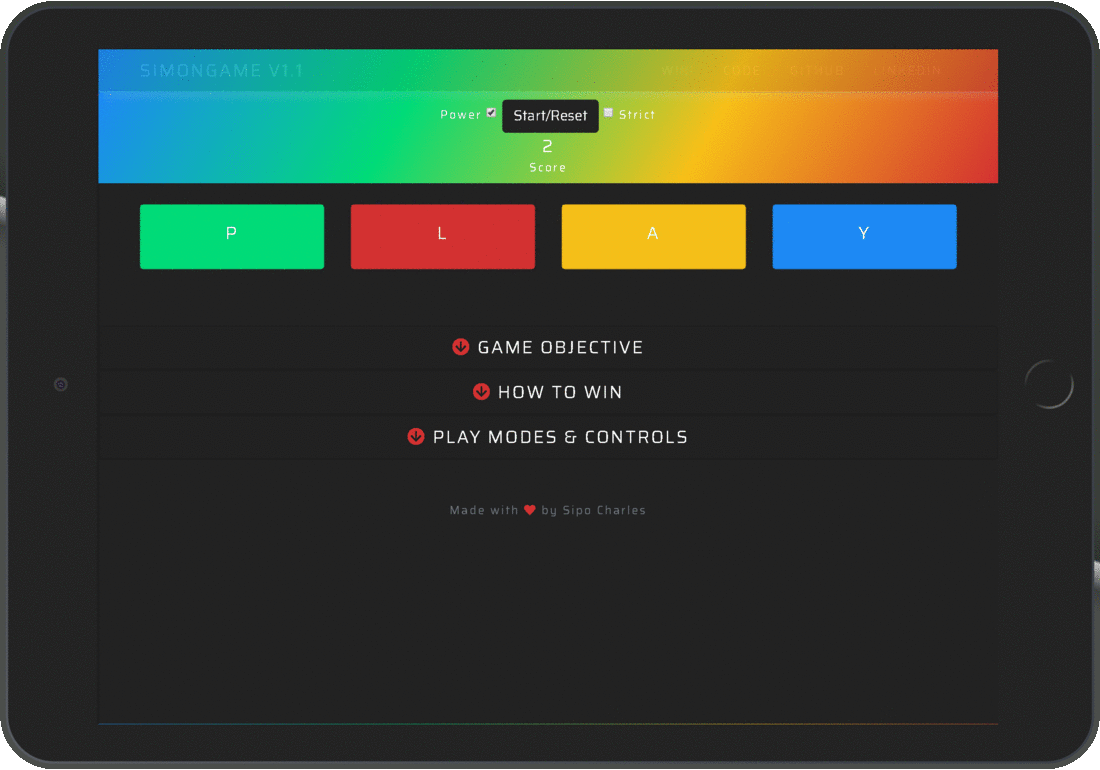 SIMONGAME V1.1
CODE GITHUB LINKEDIN
Power Start/Reset Strict
2
Score
P L A Y
GAME OBJECTIVE
HOW TO WIN
PLAY MODES & CONTROLS
Made with ❤ by Sipo Charles